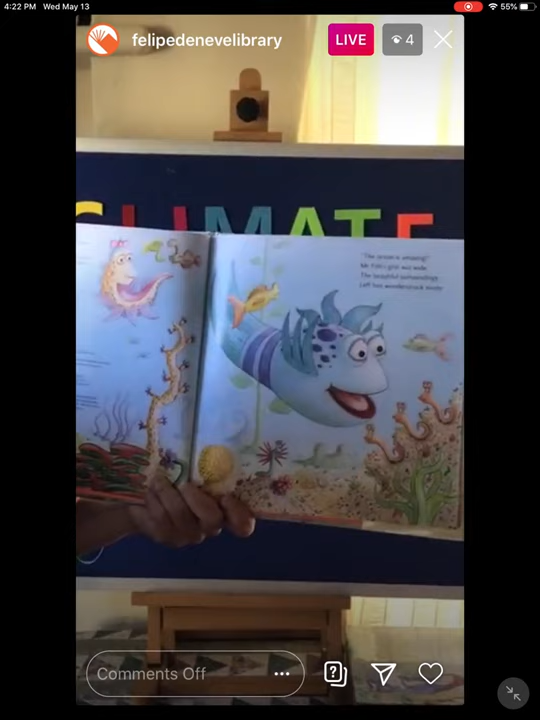 4:22 PM Wed May 13
55%
felipedenevelibrary
LIVE
4
CLIMATE
"The ocean is amazing!"
Mr. Fish's grin was wide.
The beautiful surroundings
Left him wonderstruck inside.
Comments Off